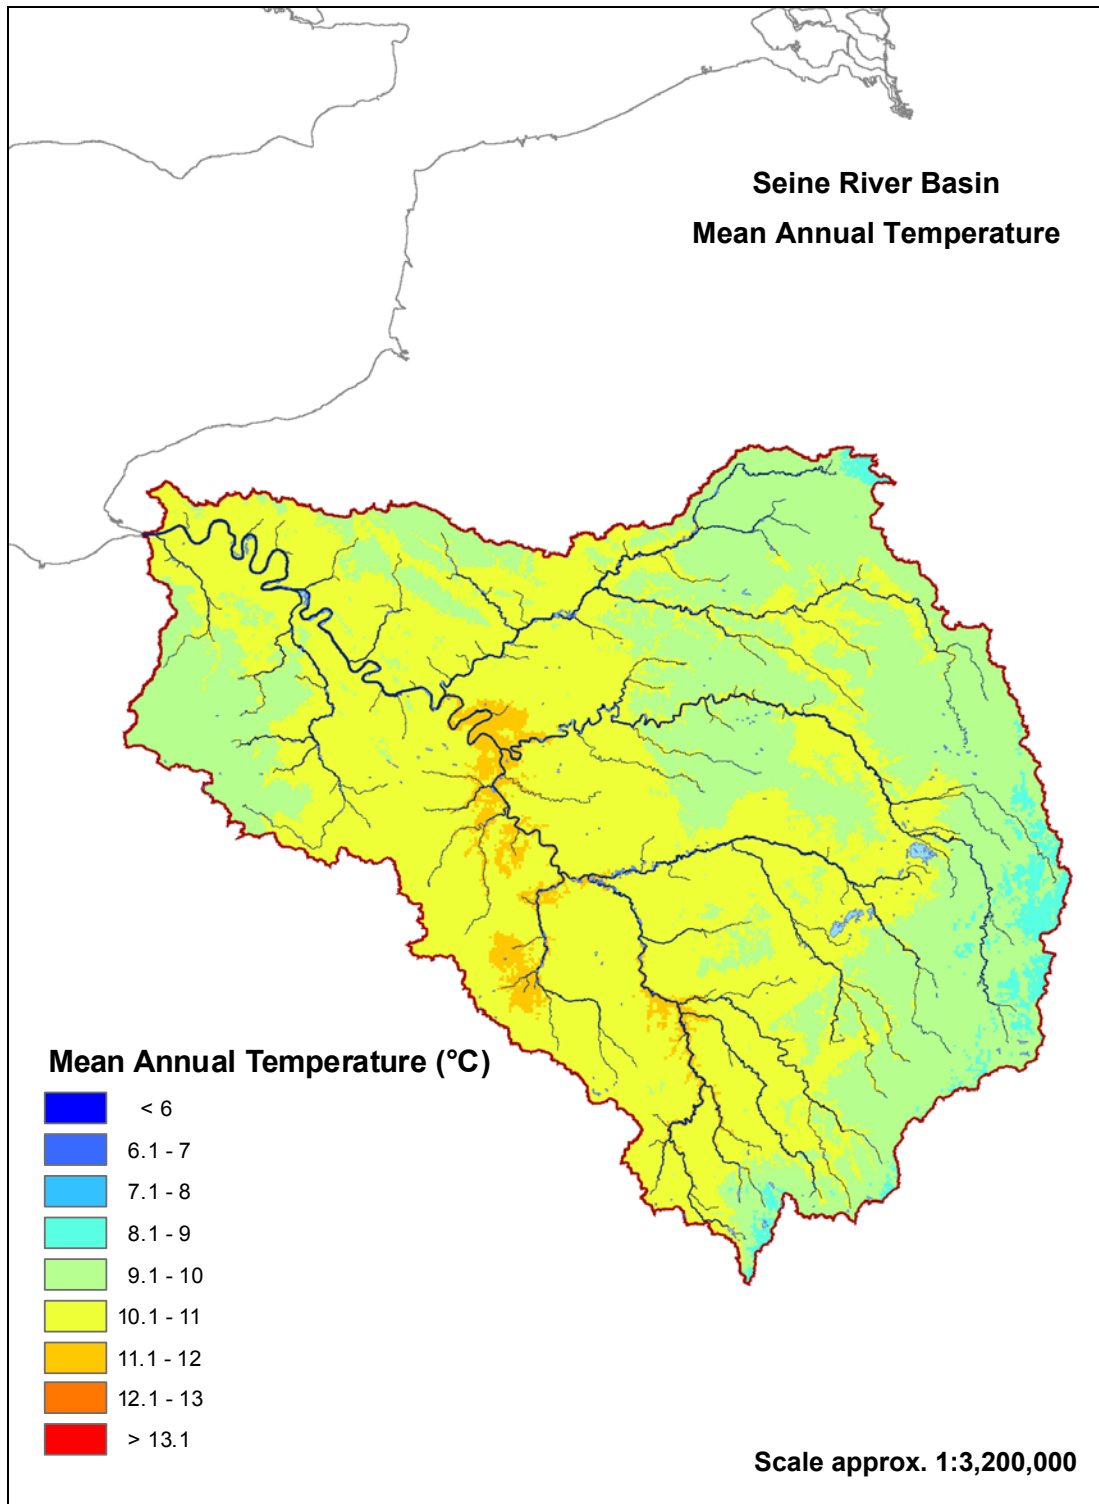 Seine River Basin
Mean Annual Temperature
Mean Annual Temperature (°C)
< 6
6.1 - 7
7.1 - 8
8.1 - 9
9.1 - 10
10.1 - 11
11.1 - 12
12.1 - 13
> 13.1
Scale approx. 1:3,200,000